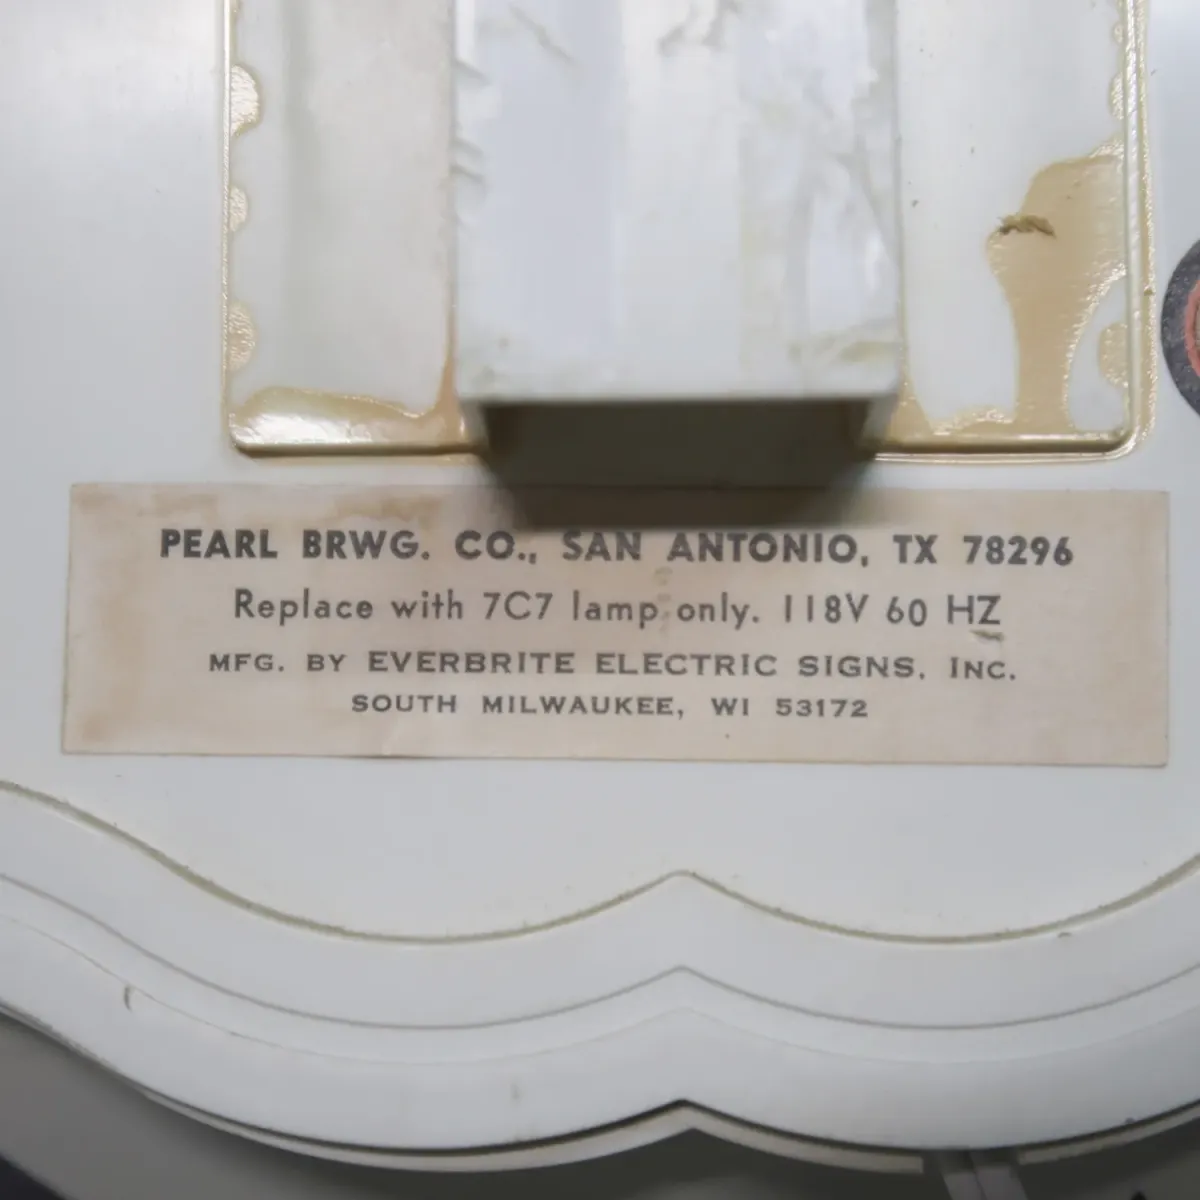 PEARL BRWG. CO., SAN ANTONIO, TX 78296
Replace with 7C7 lamp only. 118V 60 HZ
MFG. BY EVERBRITE ELECTRIC SIGNS, INC.
SOUTH MILWAUKEE, WI 53172